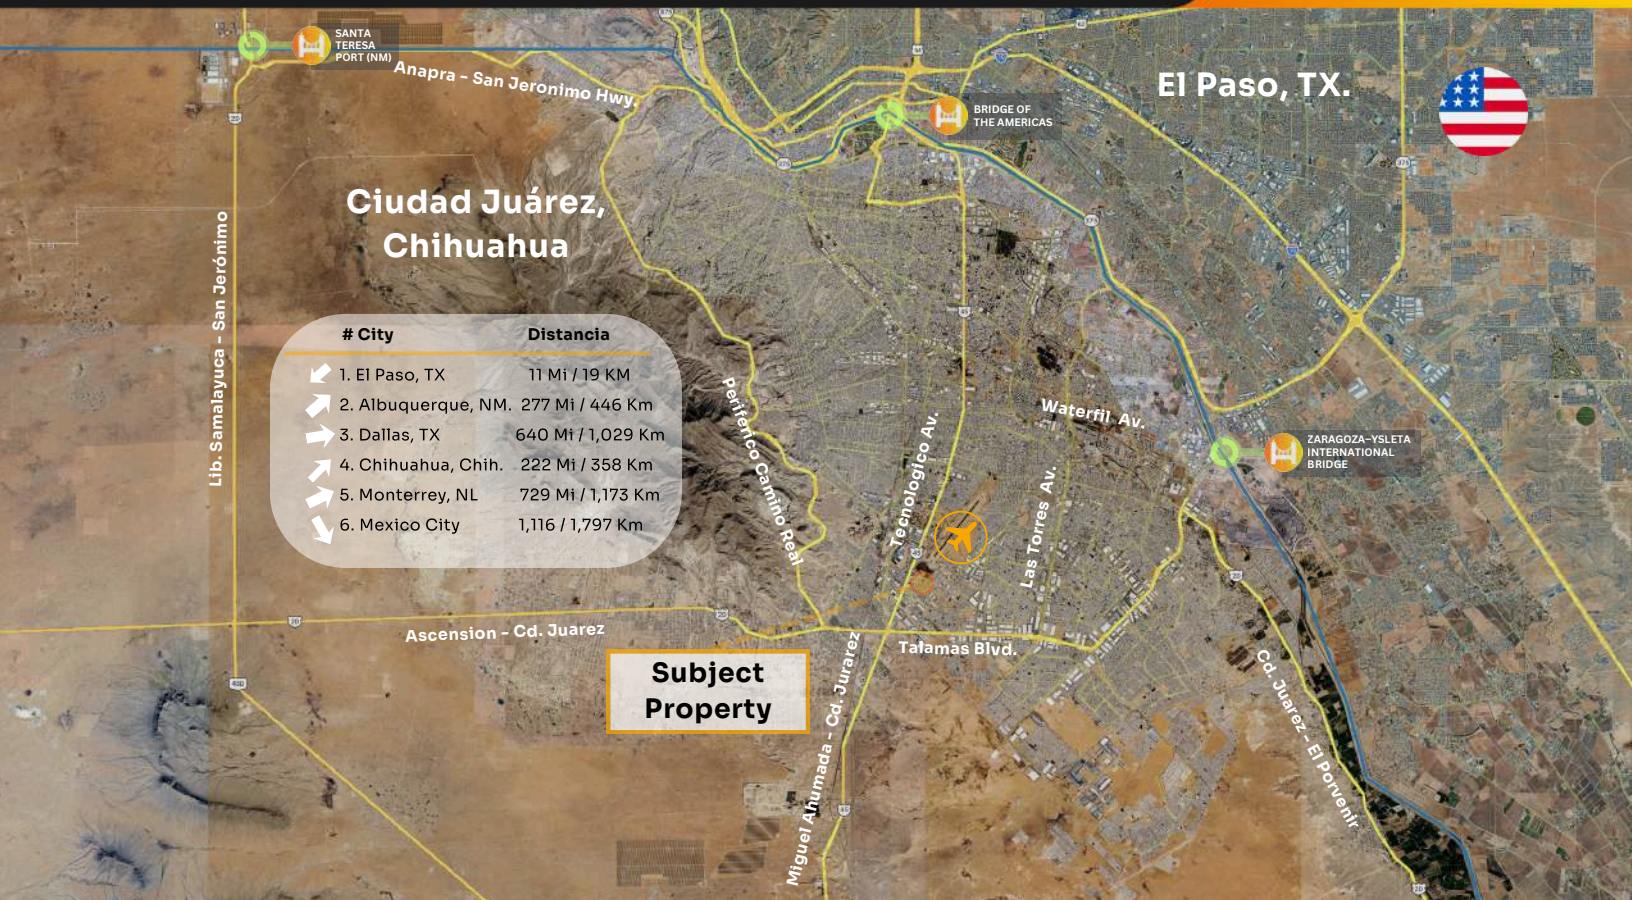 SANTA
TERESA
PORT (NM)
Anapra - San Jeronimo Hwy.
El Paso, TX.
BRIDGE OF
THE AMERICAS
Ciudad Juárez,
Chihuahua
Lib. Samalayuca - San Jerónimo
# City Distancia
1. El Paso, TX 11 Mi / 19 KM
2. Albuquerque, NM. 277 Mi / 446 Km
3. Dallas, TX 640 Mi / 1,029 Km
4. Chihuahua, Chih. 222 Mi / 358 Km
5. Monterrey, NL 729 Mi / 1,173 Km
6. Mexico City 1,116 / 1,797 Km
Periferico Camino Real
Tecnologico Av.
Waterfil Av.
Las Torres Av.
ZARAGOZA-YSLETA
INTERNATIONAL
BRIDGE
Ascension - Cd. Juarez
Talamas Blvd.
Subject
Property
Miguel Ahumada - Cd. Jurarez
Cd. Juarez - El Porvenir
45
45